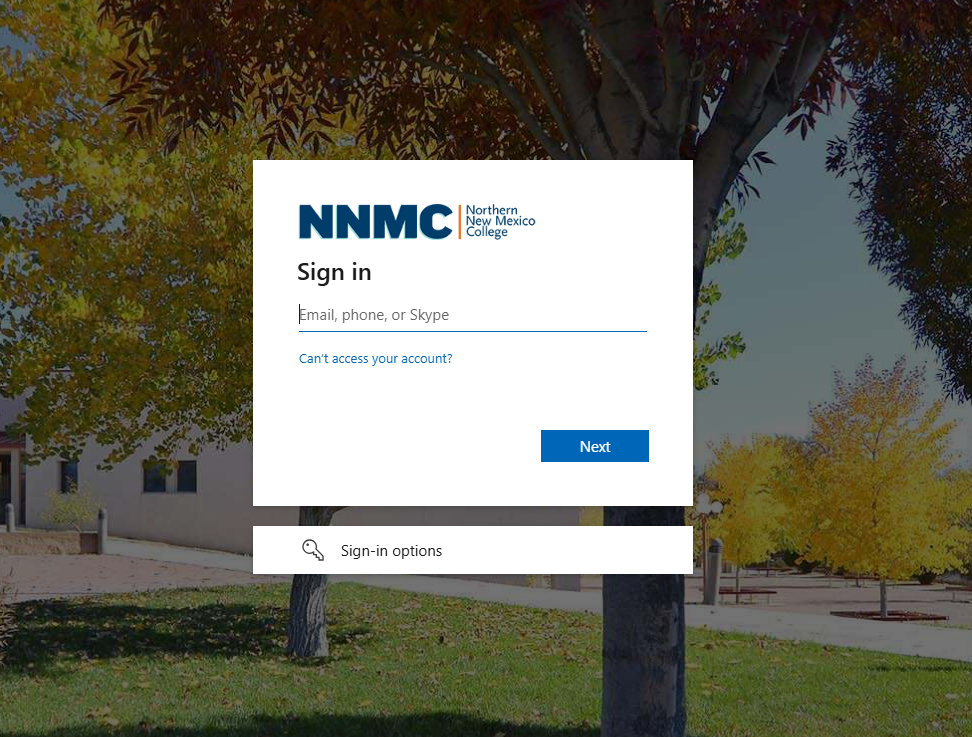 NNMC
Northern
New Mexico
College
Sign in
Email, phone, or Skype
Can't access your account?
Next
Sign-in options